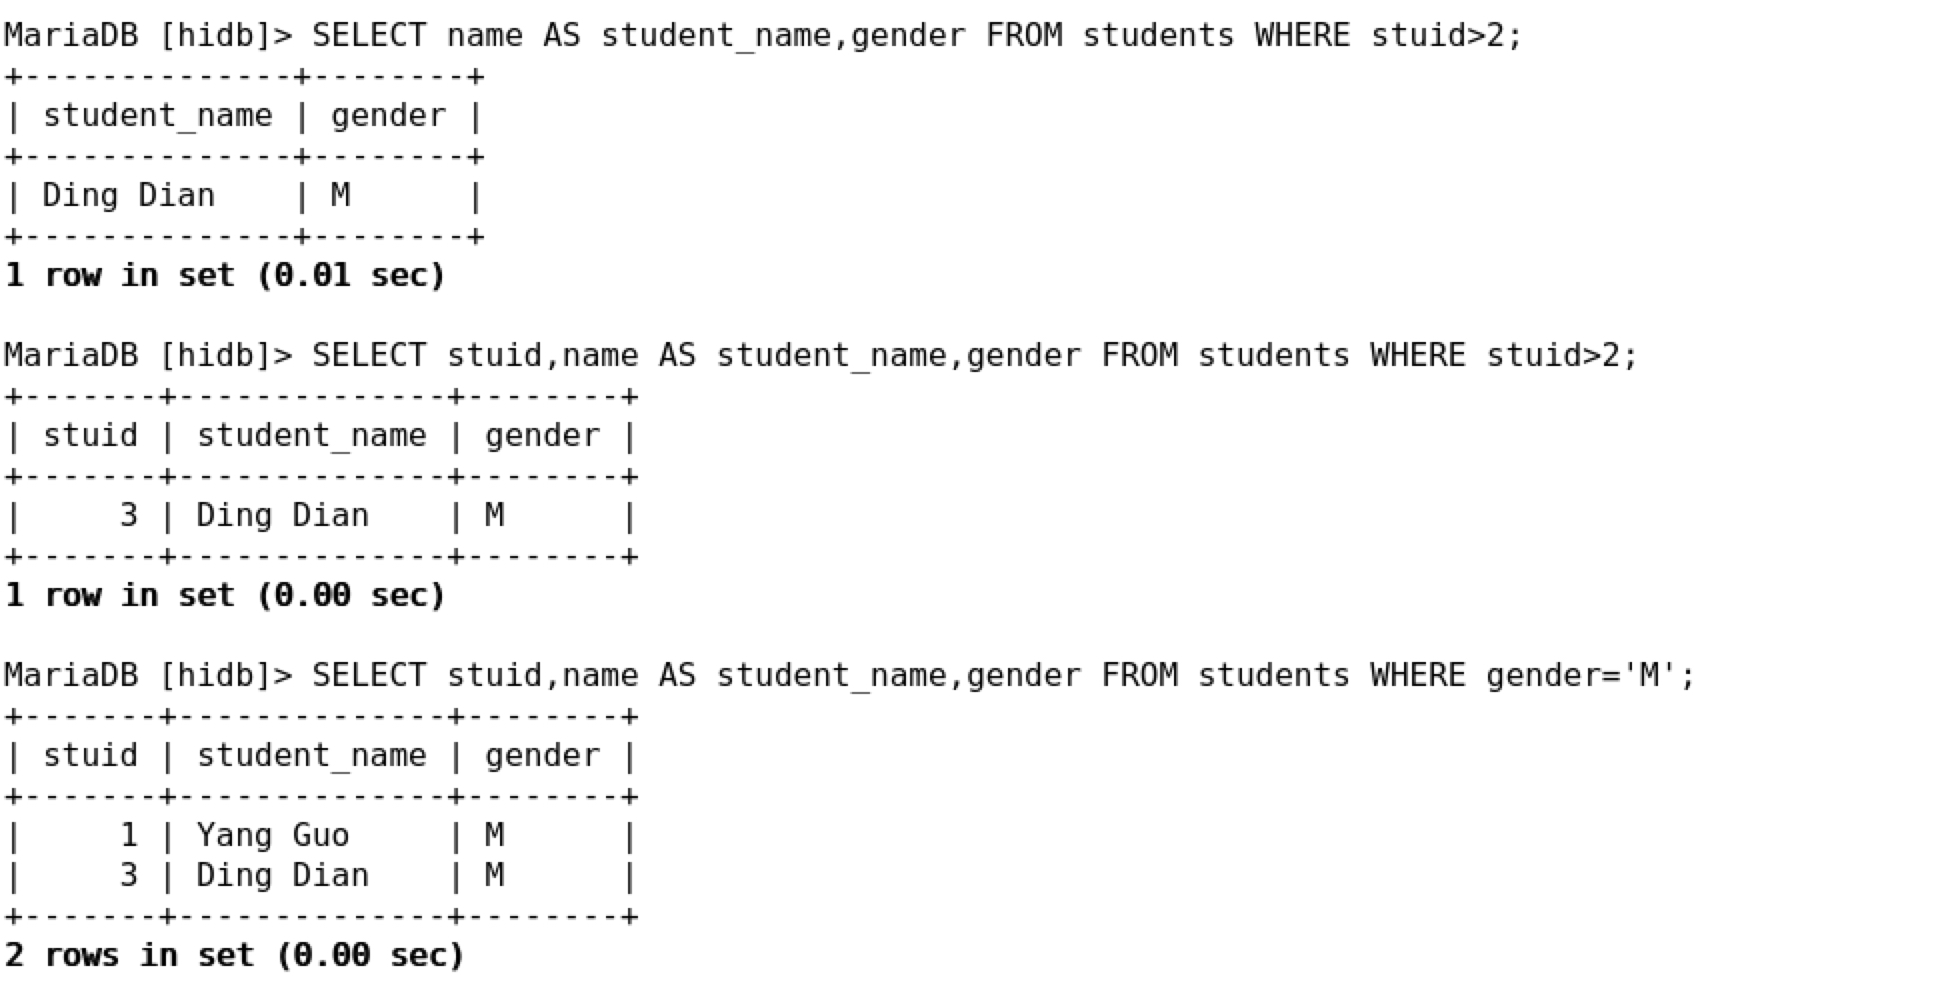 MariaDB [hidb]> SELECT name AS student_name,gender FROM students WHERE stuid>2;
+--------------+--------+
| student_name | gender |
+--------------+--------+
| Ding Dian    | M      |
+--------------+--------+
1 row in set (0.01 sec)

MariaDB [hidb]> SELECT stuid,name AS student_name,gender FROM students WHERE stuid>2;
+-------+--------------+--------+
| stuid | student_name | gender |
+-------+--------------+--------+
|     3 | Ding Dian    | M      |
+-------+--------------+--------+
1 row in set (0.00 sec)

MariaDB [hidb]> SELECT stuid,name AS student_name,gender FROM students WHERE gender='M';
+-------+--------------+--------+
| stuid | student_name | gender |
+-------+--------------+--------+
|     1 | Yang Guo     | M      |
|     3 | Ding Dian    | M      |
+-------+--------------+--------+
2 rows in set (0.00 sec)